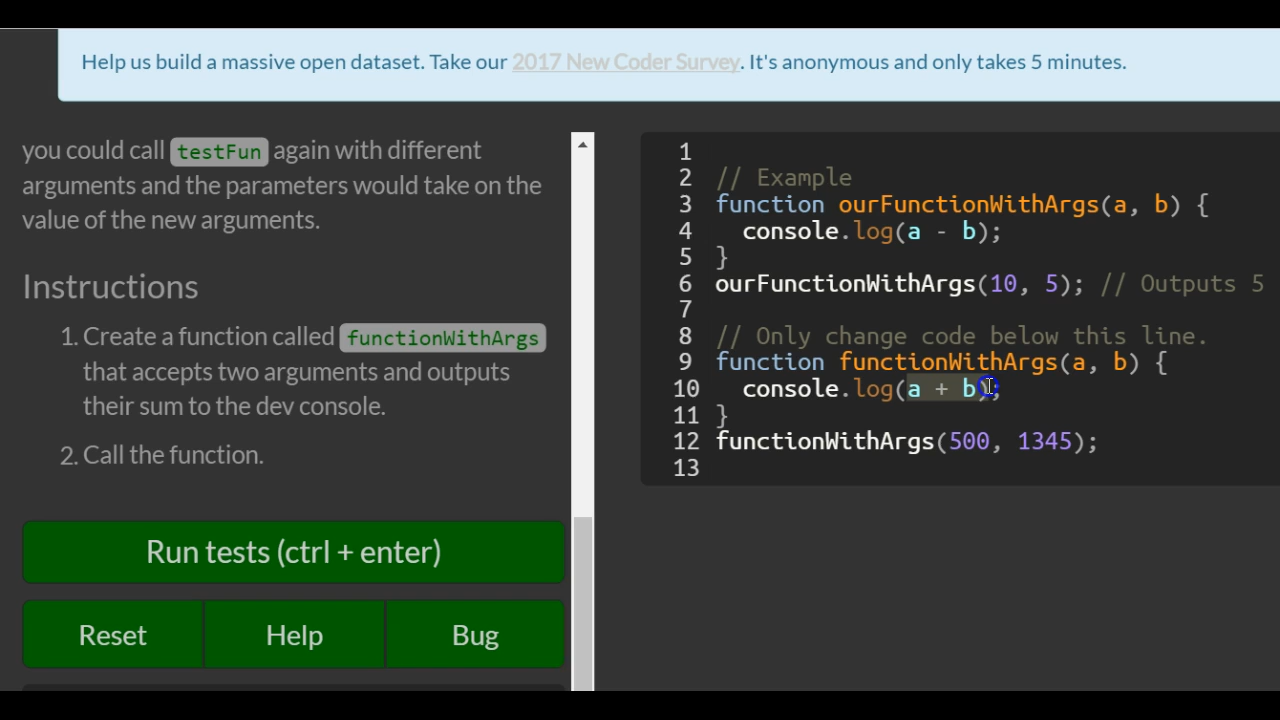 Help us build a massive open dataset. Take our 2017 New Coder Survey. It's anonymous and only takes 5 minutes.
you could call testFun again with different
arguments and the parameters would take on the
value of the new arguments.
Instructions
1. Create a function called functionWithArgs
that accepts two arguments and outputs
their sum to the dev console.
2. Call the function.
Run tests (ctrl + enter)
Reset Help Bug
1
2 // Example
3 function ourFunctionWithArgs(a, b) {
4   console.log(a - b);
5 }
6 ourFunctionWithArgs(10, 5); // Outputs 5
7
8 // Only change code below this line.
9 function functionWithArgs(a, b) {
10   console.log(a + b);
11 }
12 functionWithArgs(500, 1345);
13